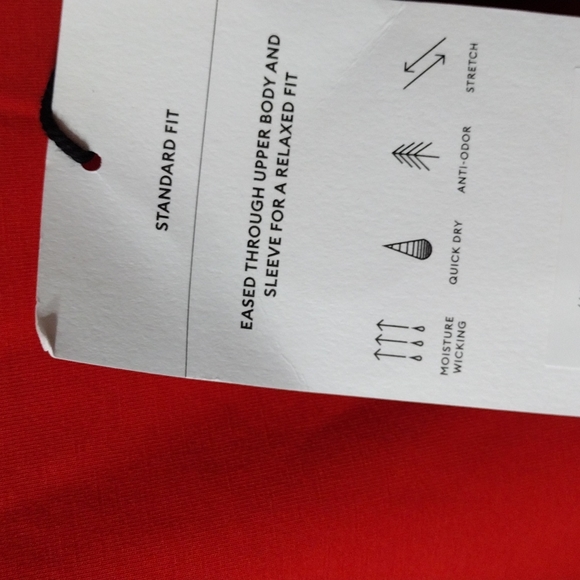 STANDARD FIT
EASED THROUGH UPPER BODY AND
SLEEVE FOR A RELAXED FIT
MOISTURE
WICKING
QUICK DRY
ANTI-ODOR
STRETCH